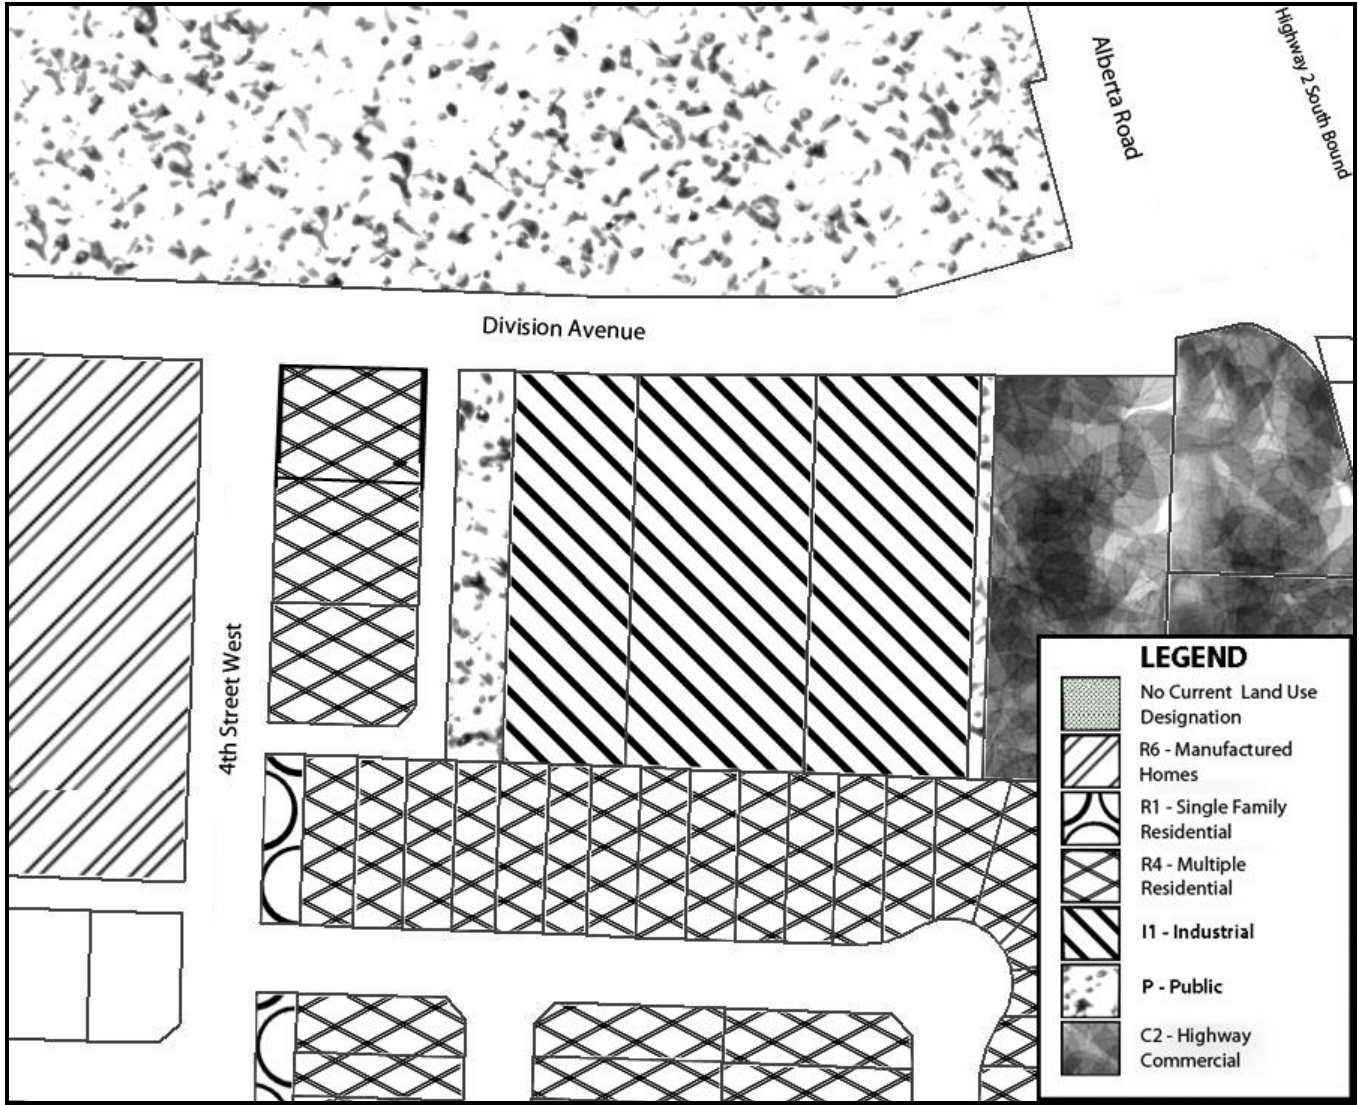 Highway 2 South Bound
Alberta Road
Division Avenue
4th Street West
LEGEND
No Current Land Use
Designation
R6 - Manufactured
Homes
R1 - Single Family
Residential
R4 - Multiple
Residential
I1 - Industrial
P - Public
C2 - Highway
Commercial